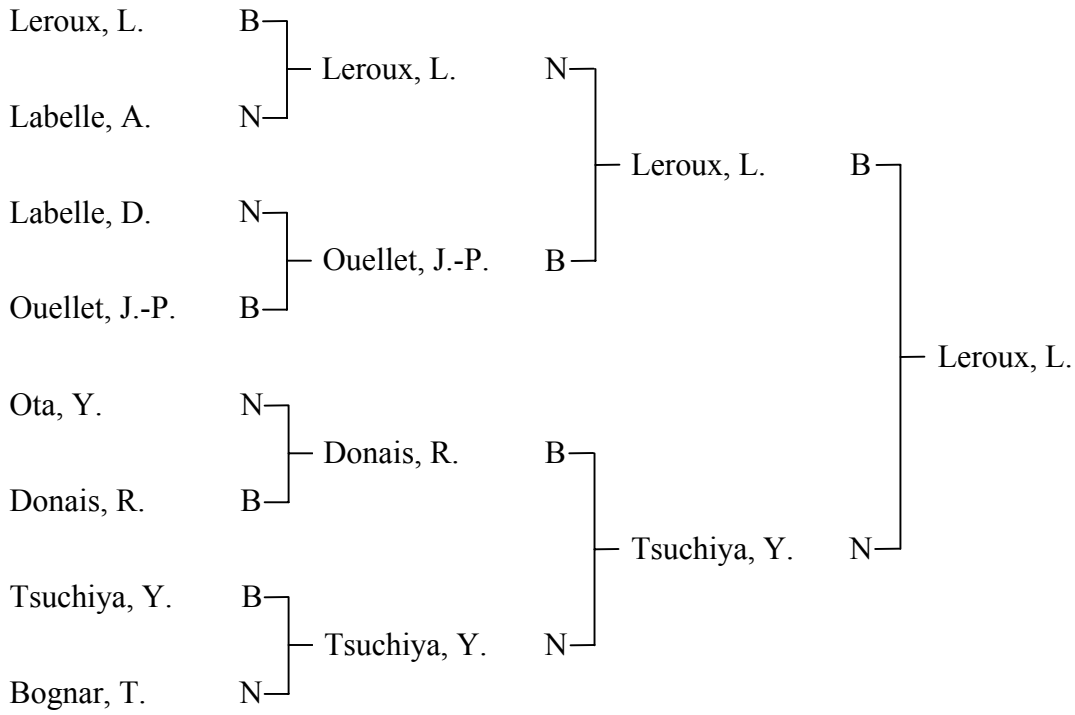 Leroux, L. B
Leroux, L. N
Labelle, A. N
Leroux, L. B
Labelle, D. N
Ouellet, J.-P. B
Ouellet, J.-P. B
Leroux, L.
Ota, Y. N
Donais, R. B
Donais, R. B
Tsuchiya, Y. N
Tsuchiya, Y. B
Tsuchiya, Y. N
Bognar, T. N